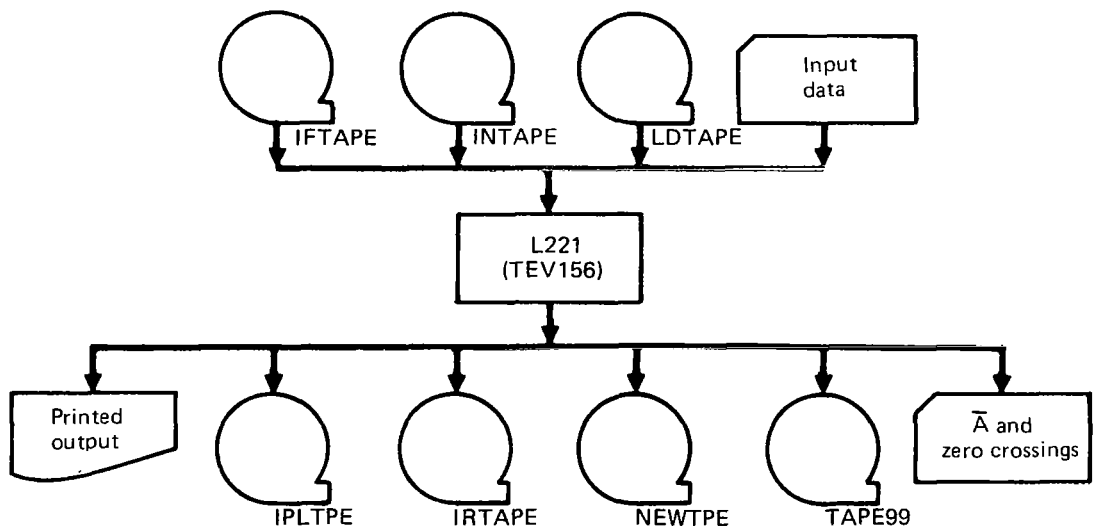 Input
data
IFTAPE
INTAPE
LDTAPE
L221
(TEV156)
Printed
output
A̅ and
zero crossings
IPLTPE
IRTAPE
NEWTPE
TAPE99